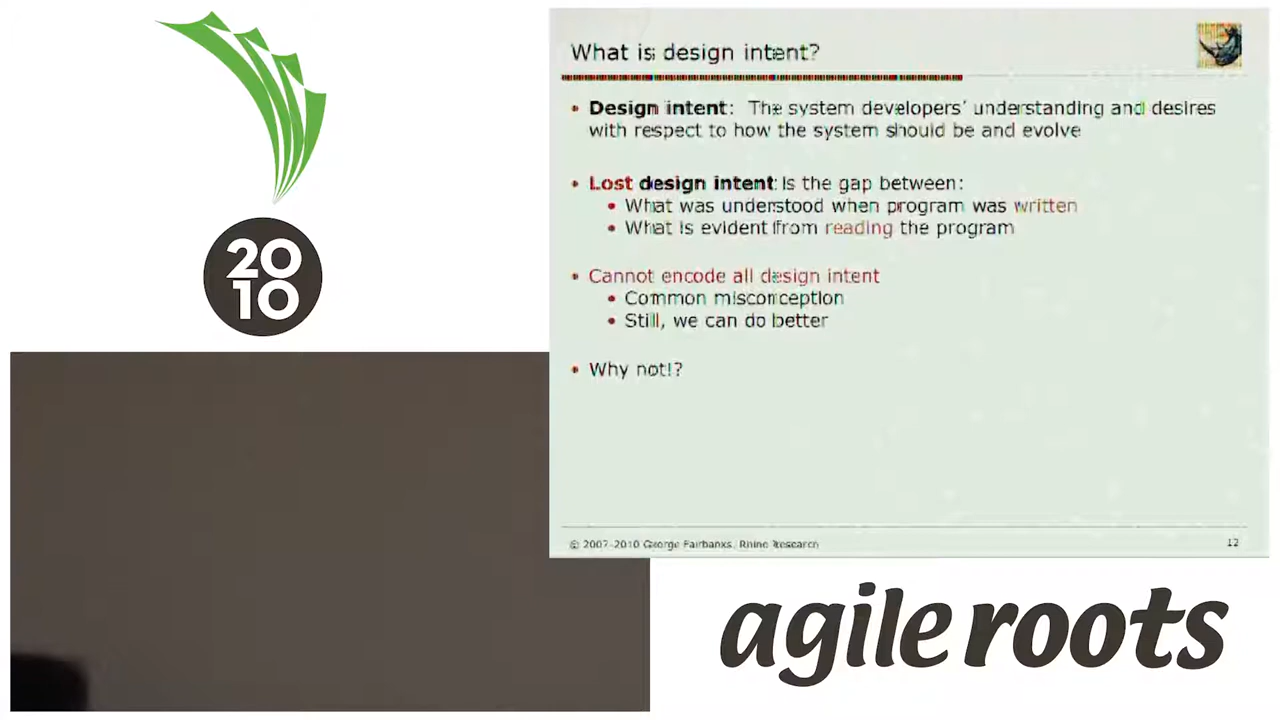 20
10
What is design intent?
• Design intent: The system developers' understanding and desires
with respect to how the system should be and evolve
• Lost design intent is the gap between:
• What was understood when program was written
• What is evident from reading the program
• Cannot encode all design intent
• Common misconception
• Still, we can do better
• Why not!?
© 2007-2010 George Fairbanks, Rhino Research
12
agile roots